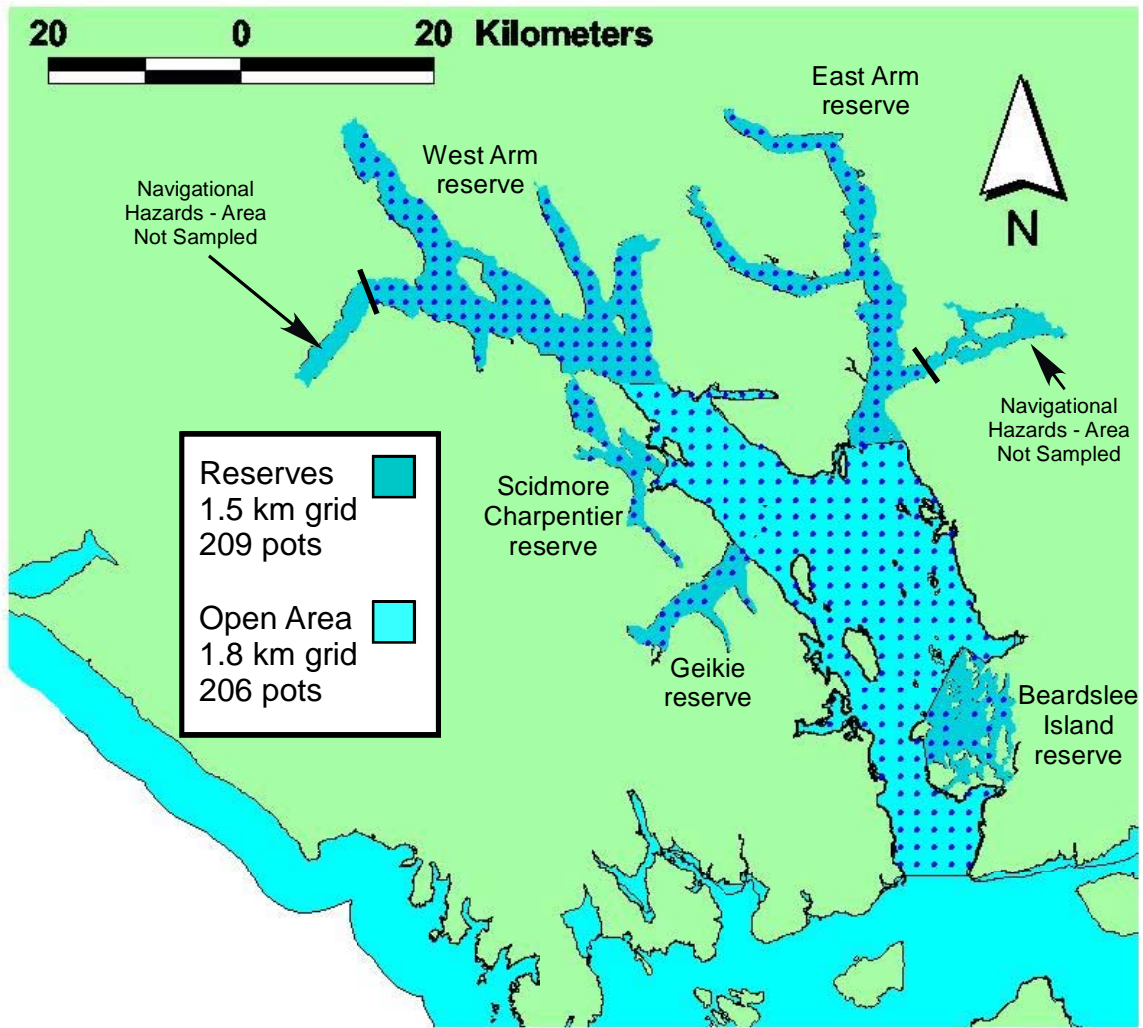 20 0 20 Kilometers
East Arm
reserve
West Arm
reserve
Navigational
Hazards - Area
Not Sampled
N
Navigational
Hazards - Area
Not Sampled
Reserves
1.5 km grid
209 pots
Open Area
1.8 km grid
206 pots
Scidmore
Charpentier
reserve
Geikie
reserve
Beardslee
Island
reserve